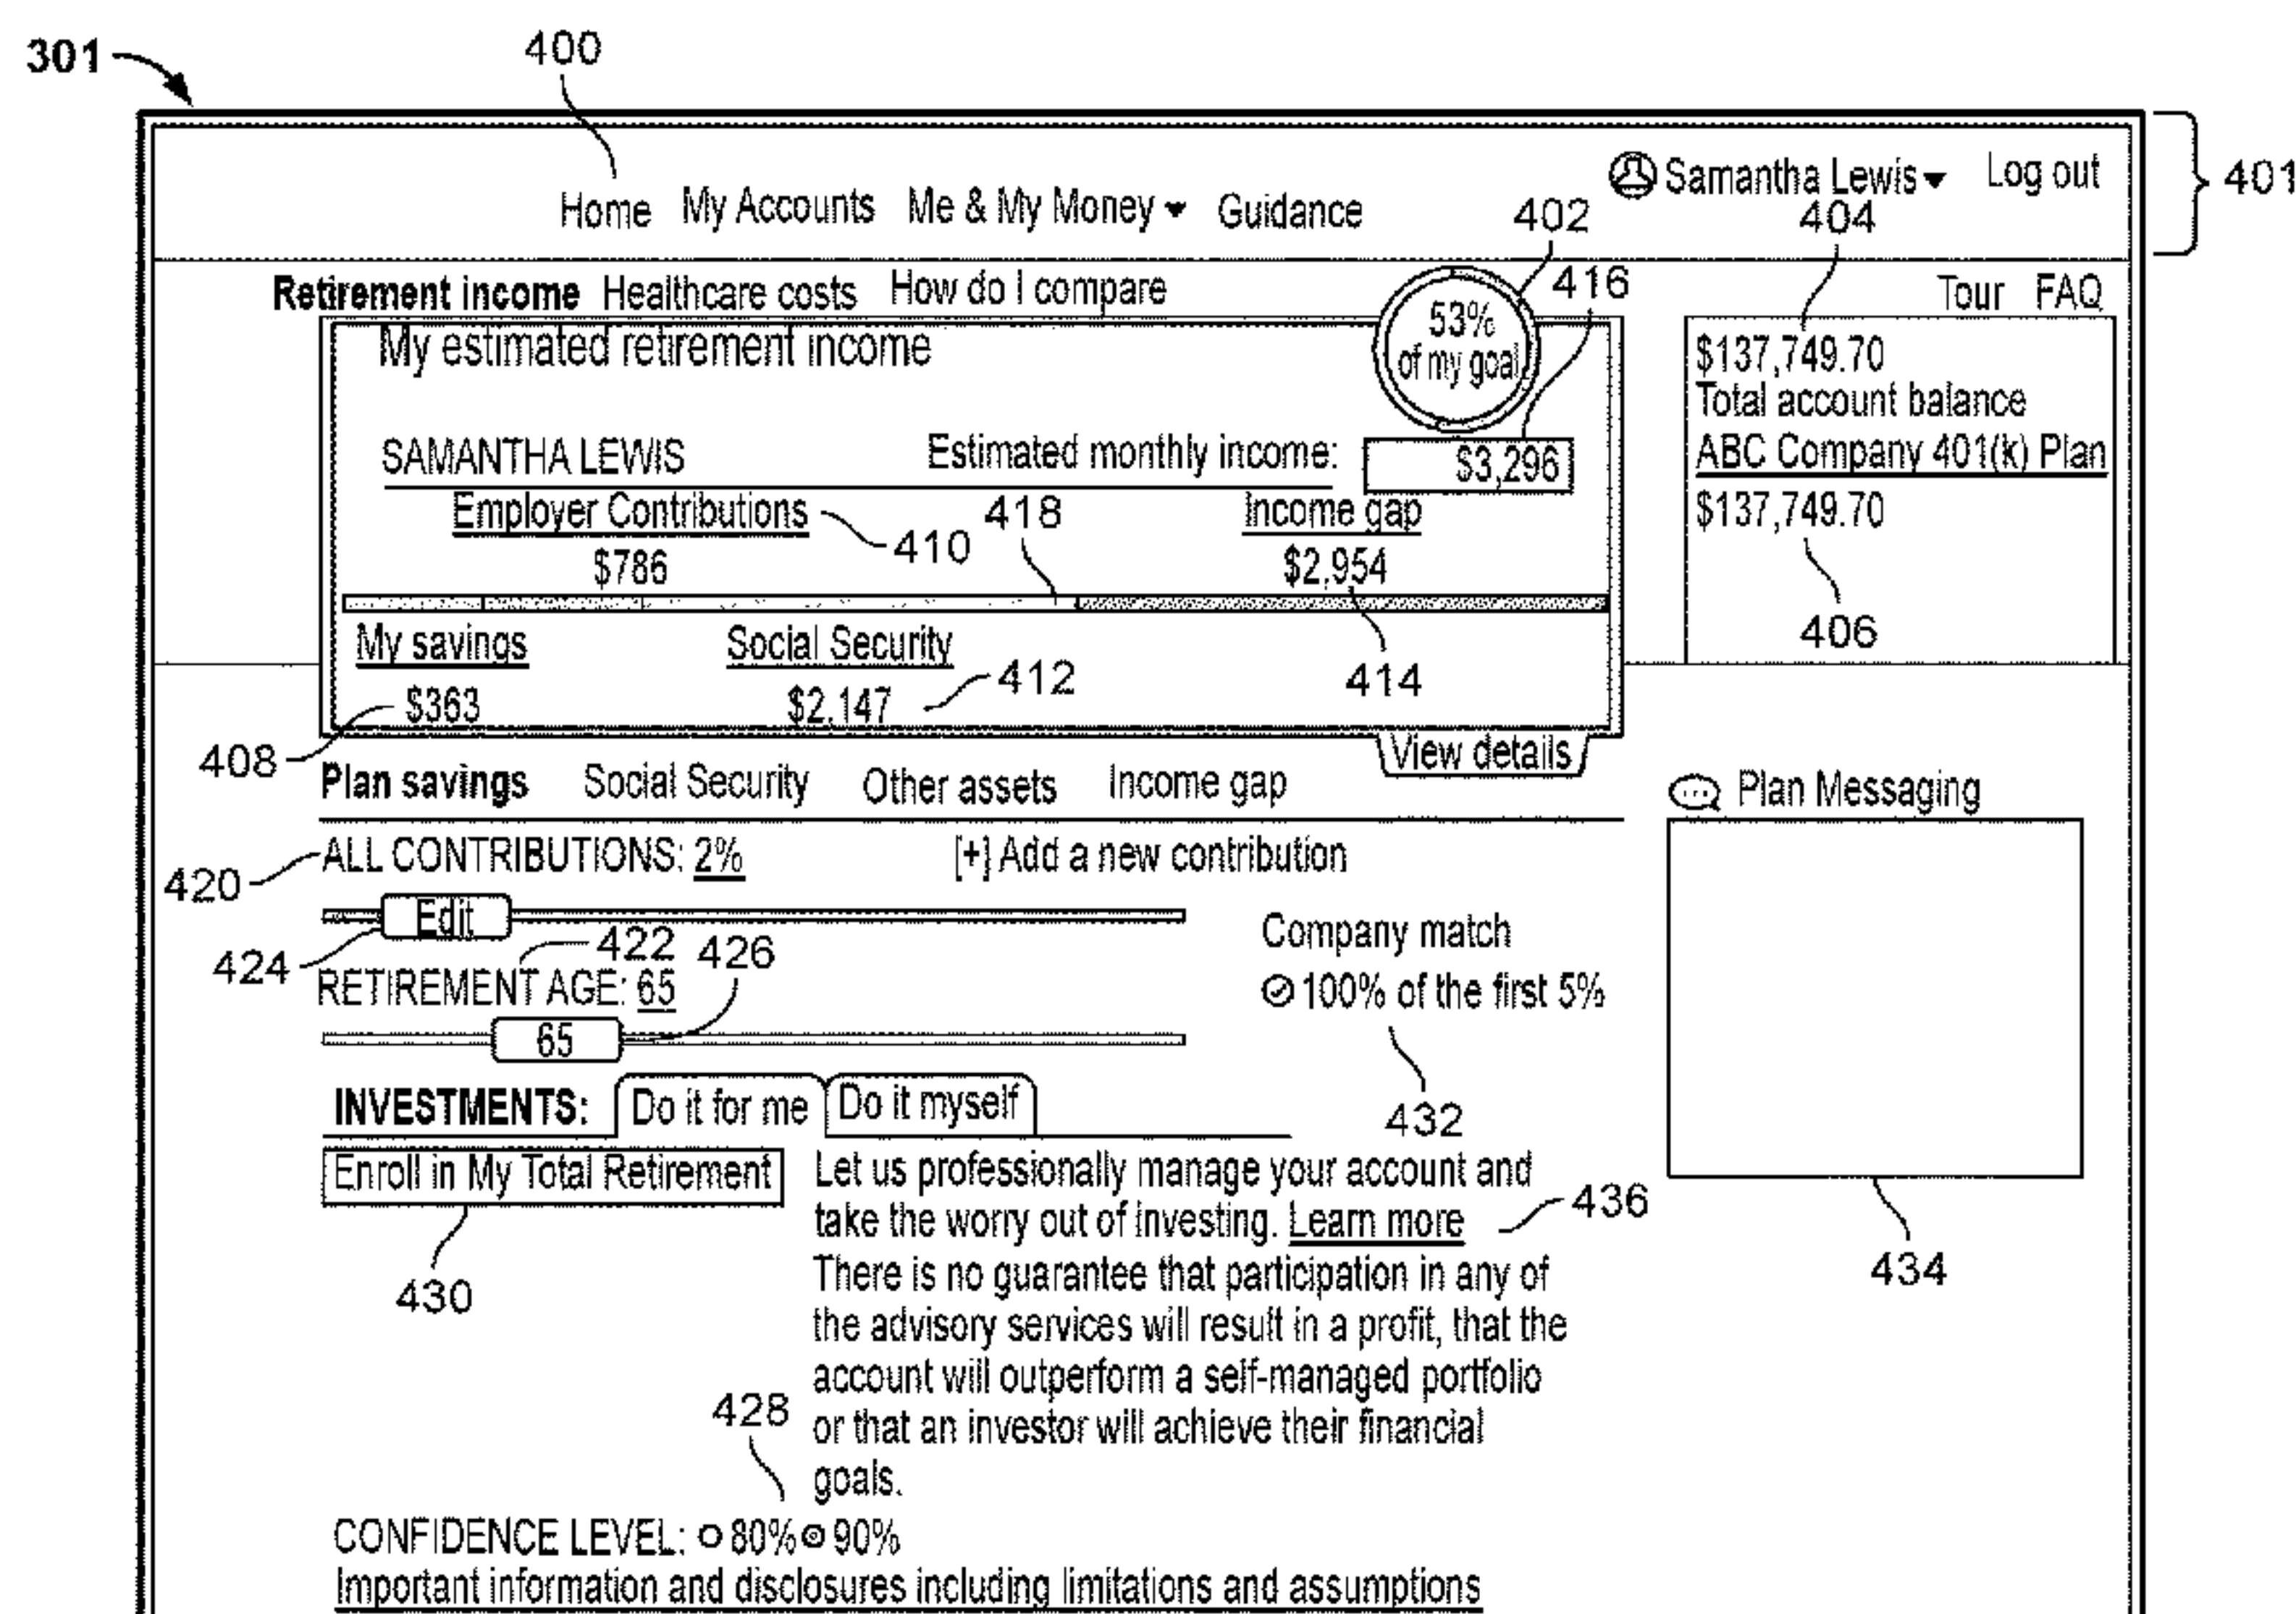 301
400
401
Home My Accounts Me & My Money Guidance
Samantha Lewis Log out
402
404
416
Retirement income Healthcare costs How do I compare
Tour FAQ
53%
of my goal
My estimated retirement income
$137,749.70
Total account balance
ABC Company 401(k) Plan
$137,749.70
406
SAMANTHA LEWIS Estimated monthly income: $3,296
Employer Contributions 410 418 Income gap
$786 $2,954
My savings Social Security
412 414
$363 $2,147
408
View details
Plan savings Social Security Other assets Income gap
Plan Messaging
ALL CONTRIBUTIONS: 2% [+] Add a new contribution
420
Edit
424 422 426
Company match
RETIREMENT AGE: 65
100% of the first 5%
65
432
INVESTMENTS: Do it for me Do it myself
Enroll in My Total Retirement
430
Let us professionally manage your account and
take the worry out of investing. Learn more
436
434
There is no guarantee that participation in any of
the advisory services will result in a profit, that the
account will outperform a self-managed portfolio
or that an investor will achieve their financial
goals.
428
CONFIDENCE LEVEL: 80% 90%
Important information and disclosures including limitations and assumptions